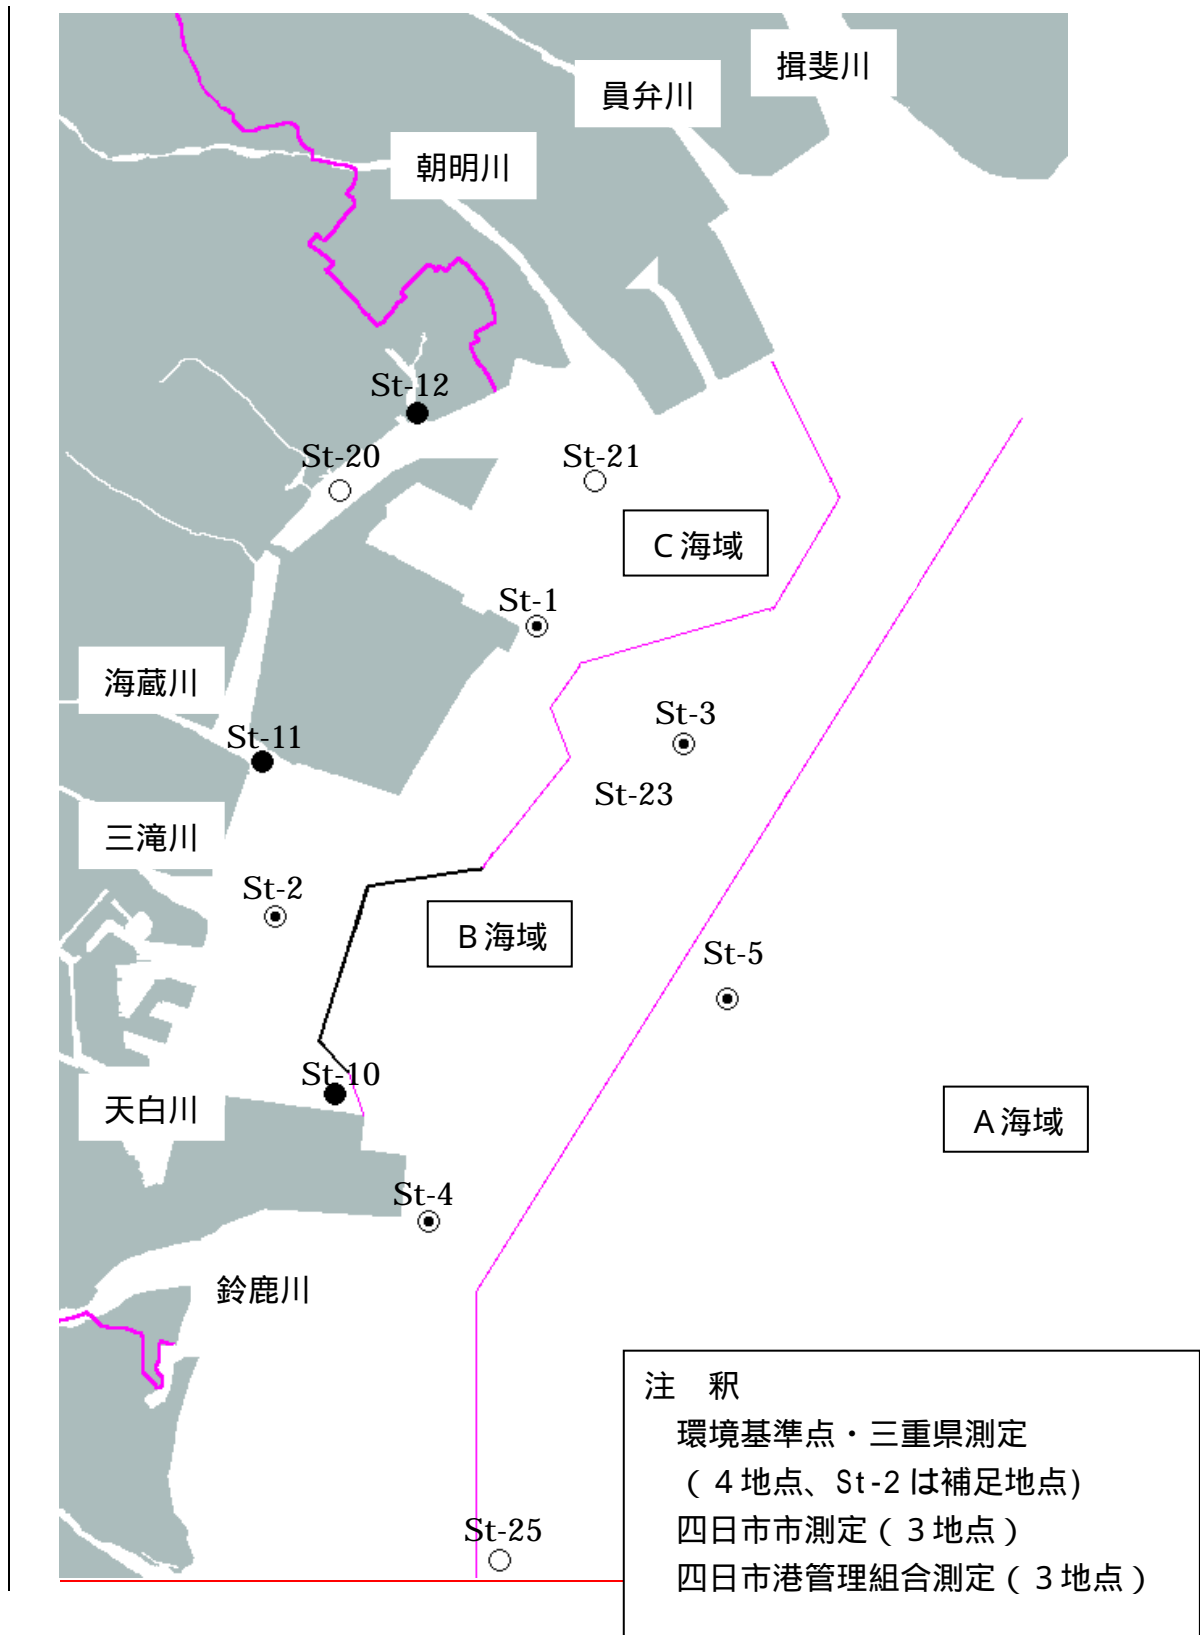 揖斐川
員弁川
朝明川
St-12
St-20
St-21
C海域
St-1
海蔵川
St-3
St-11
St-23
三滝川
St-2
B海域
St-5
St-10
天白川
A海域
St-4
鈴鹿川
注　釈
環境基準点・三重県測定
(４地点、St-2は補足地点)
四日市市測定（３地点）
四日市港管理組合測定（３地点）
St-25